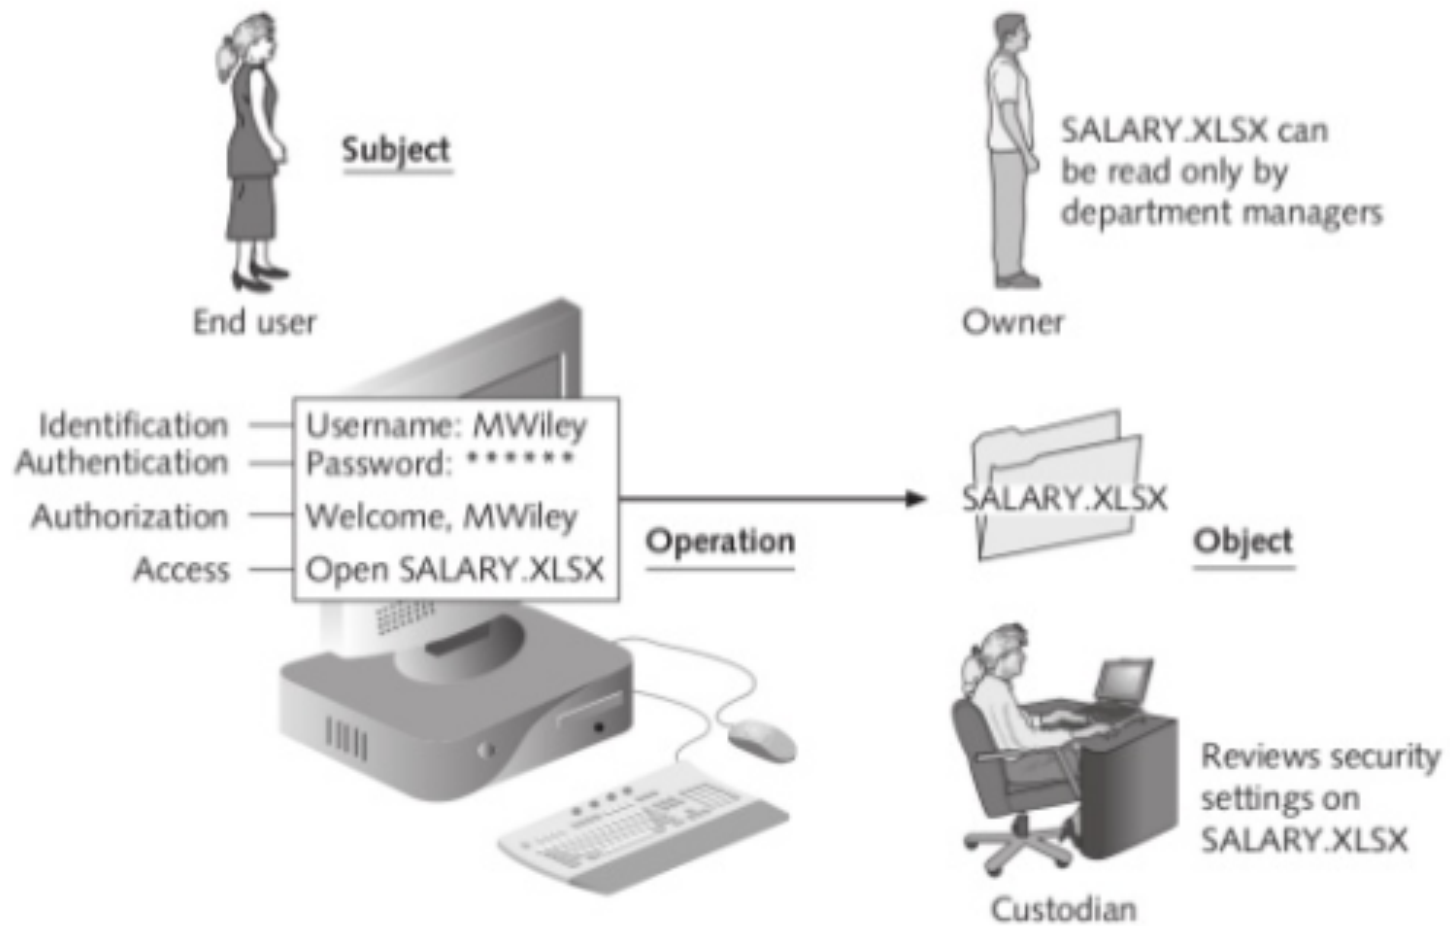 Subject
End user
SALARY.XLSX can
be read only by
department managers
Owner
Identification
Username: MWiley
Authentication
Password: ******
Authorization
Welcome, MWiley
Access
Open SALARY.XLSX
Operation
SALARY.XLSX
Object
Reviews security
settings on
SALARY.XLSX
Custodian